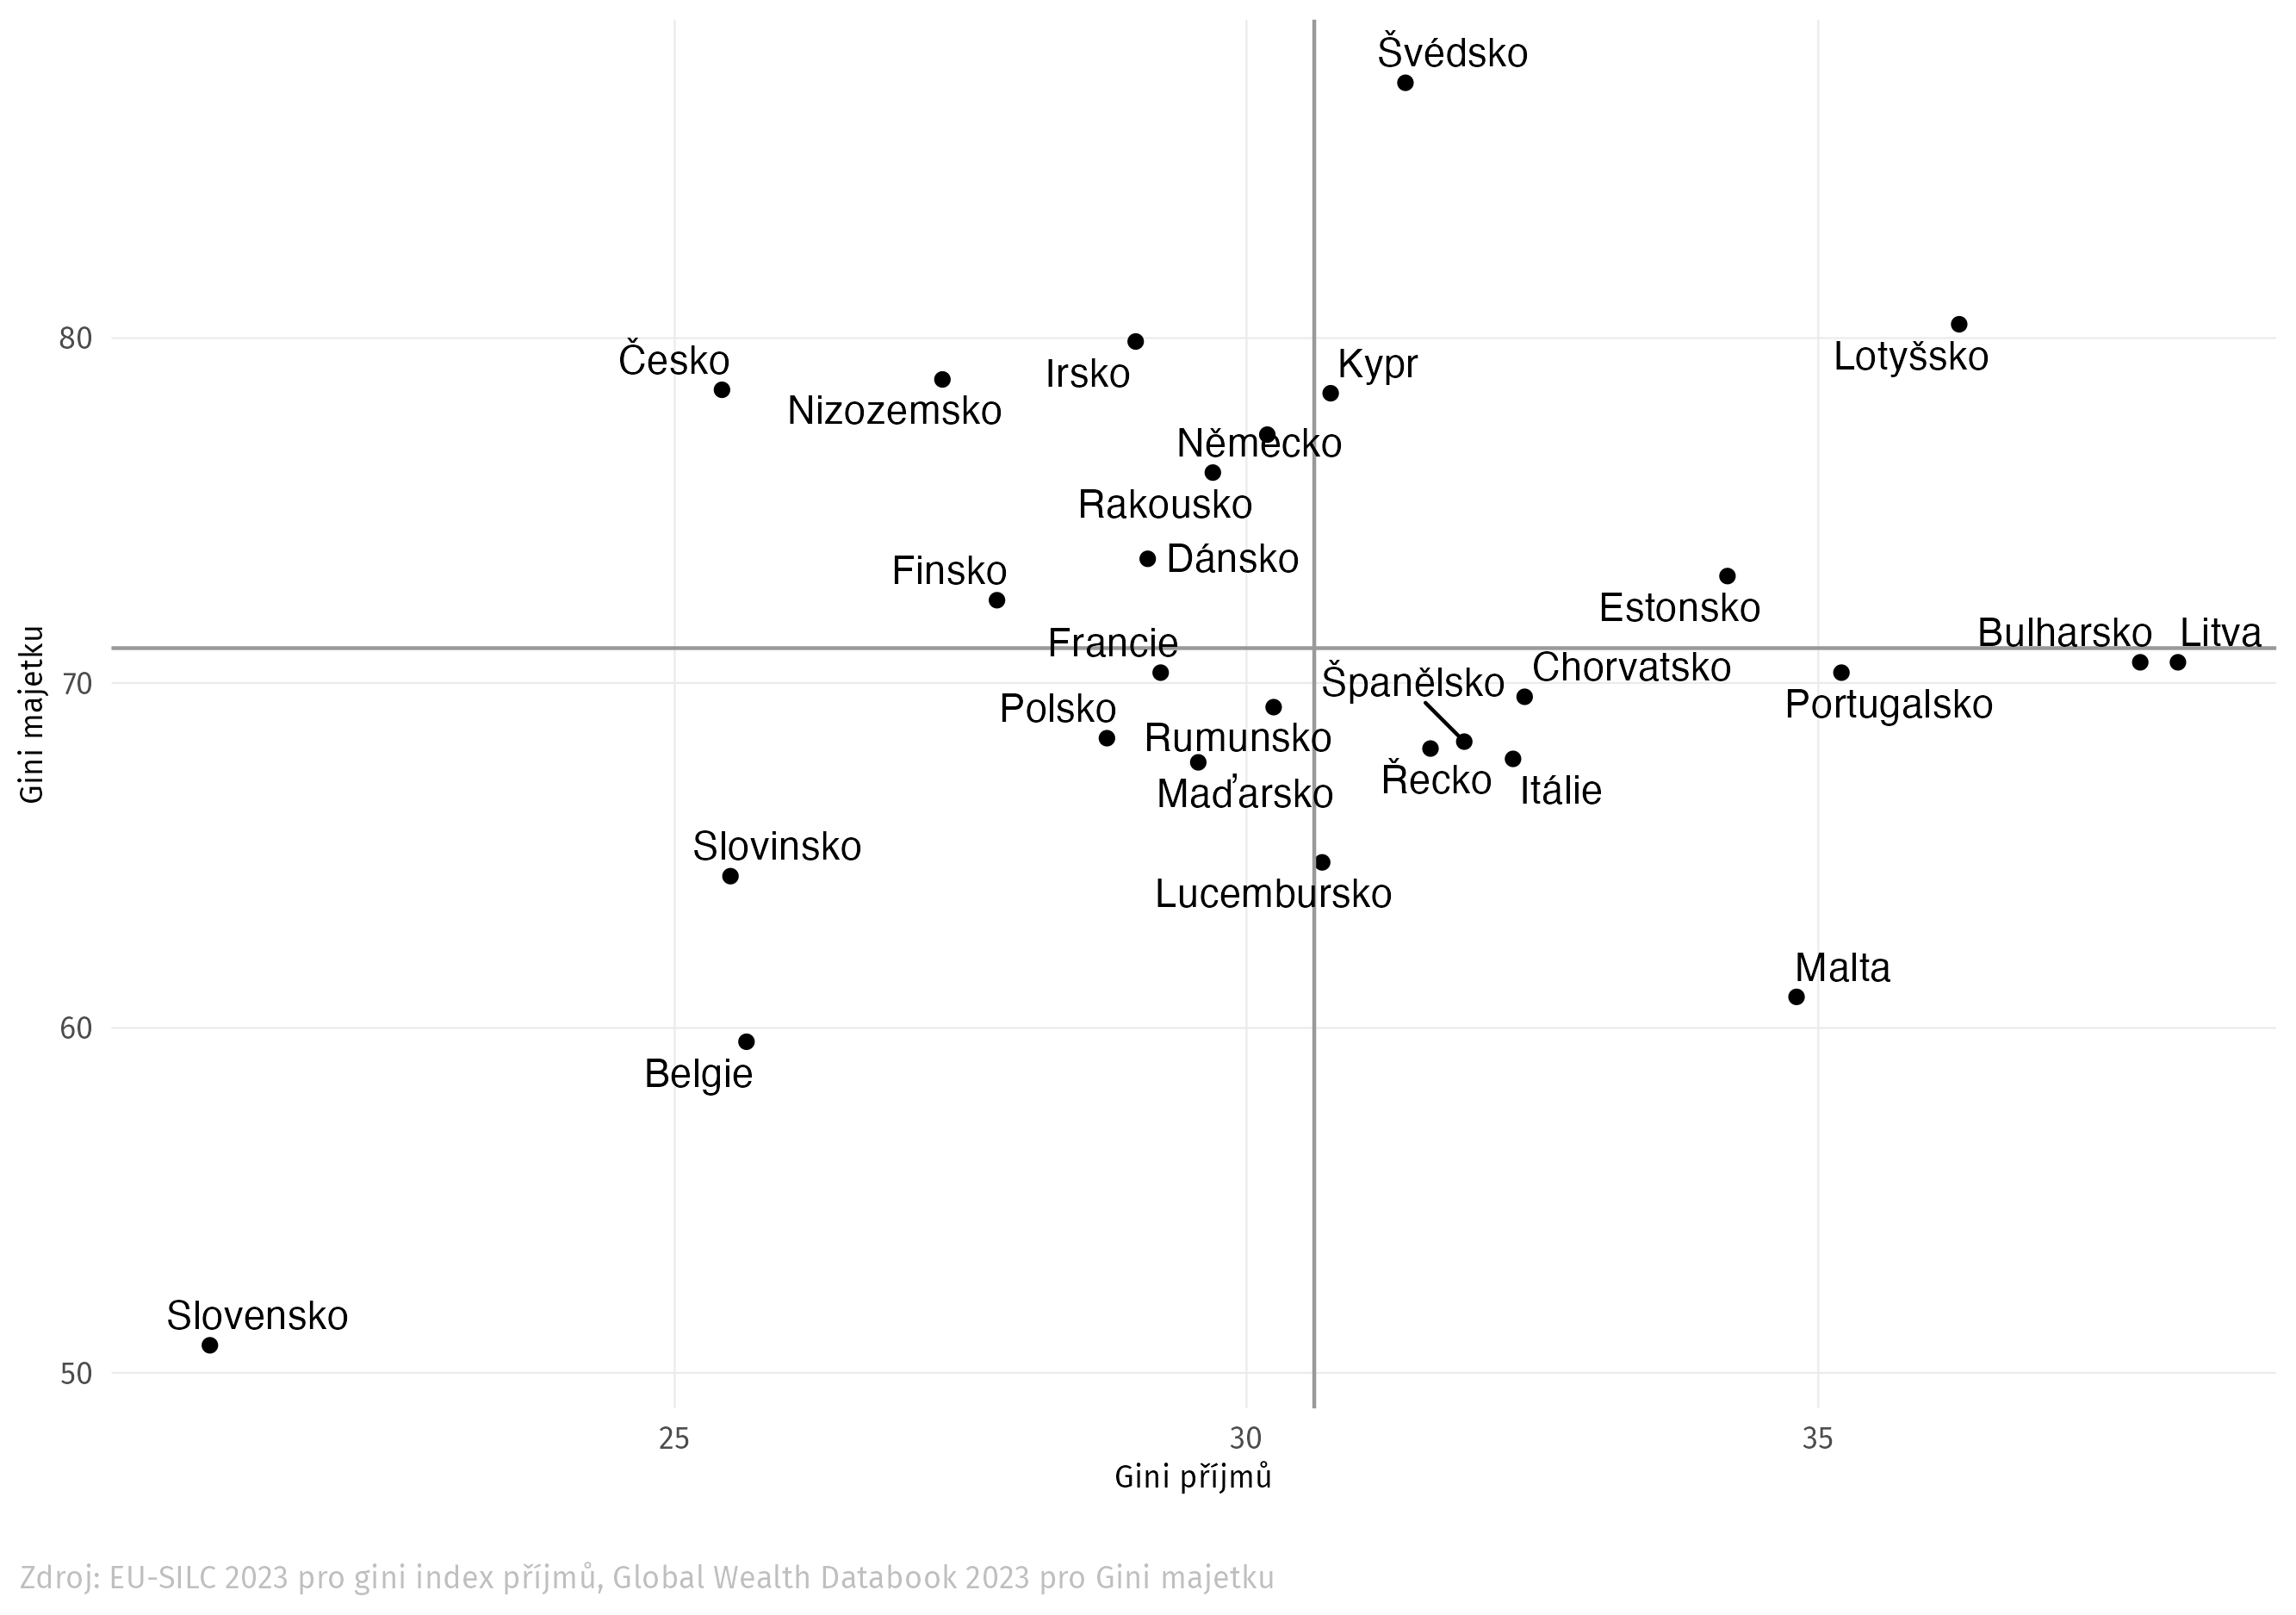 Švédsko
80
Česko
Nizozemsko
Irsko
Kypr
Lotyšsko
Německo
Rakousko
Dánsko
Finsko
Estonsko
Francie
Bulharsko
Litva
Gini majetku
70
Španělsko
Chorvatsko
Polsko
Rumunsko
Portugalsko
Maďarsko
Řecko
Itálie
Slovinsko
Lucembursko
Malta
60
Belgie
Slovensko
50
25
30
35
Gini příjmů
Zdroj: EU-SILC 2023 pro gini index příjmů, Global Wealth Databook 2023 pro Gini majetku